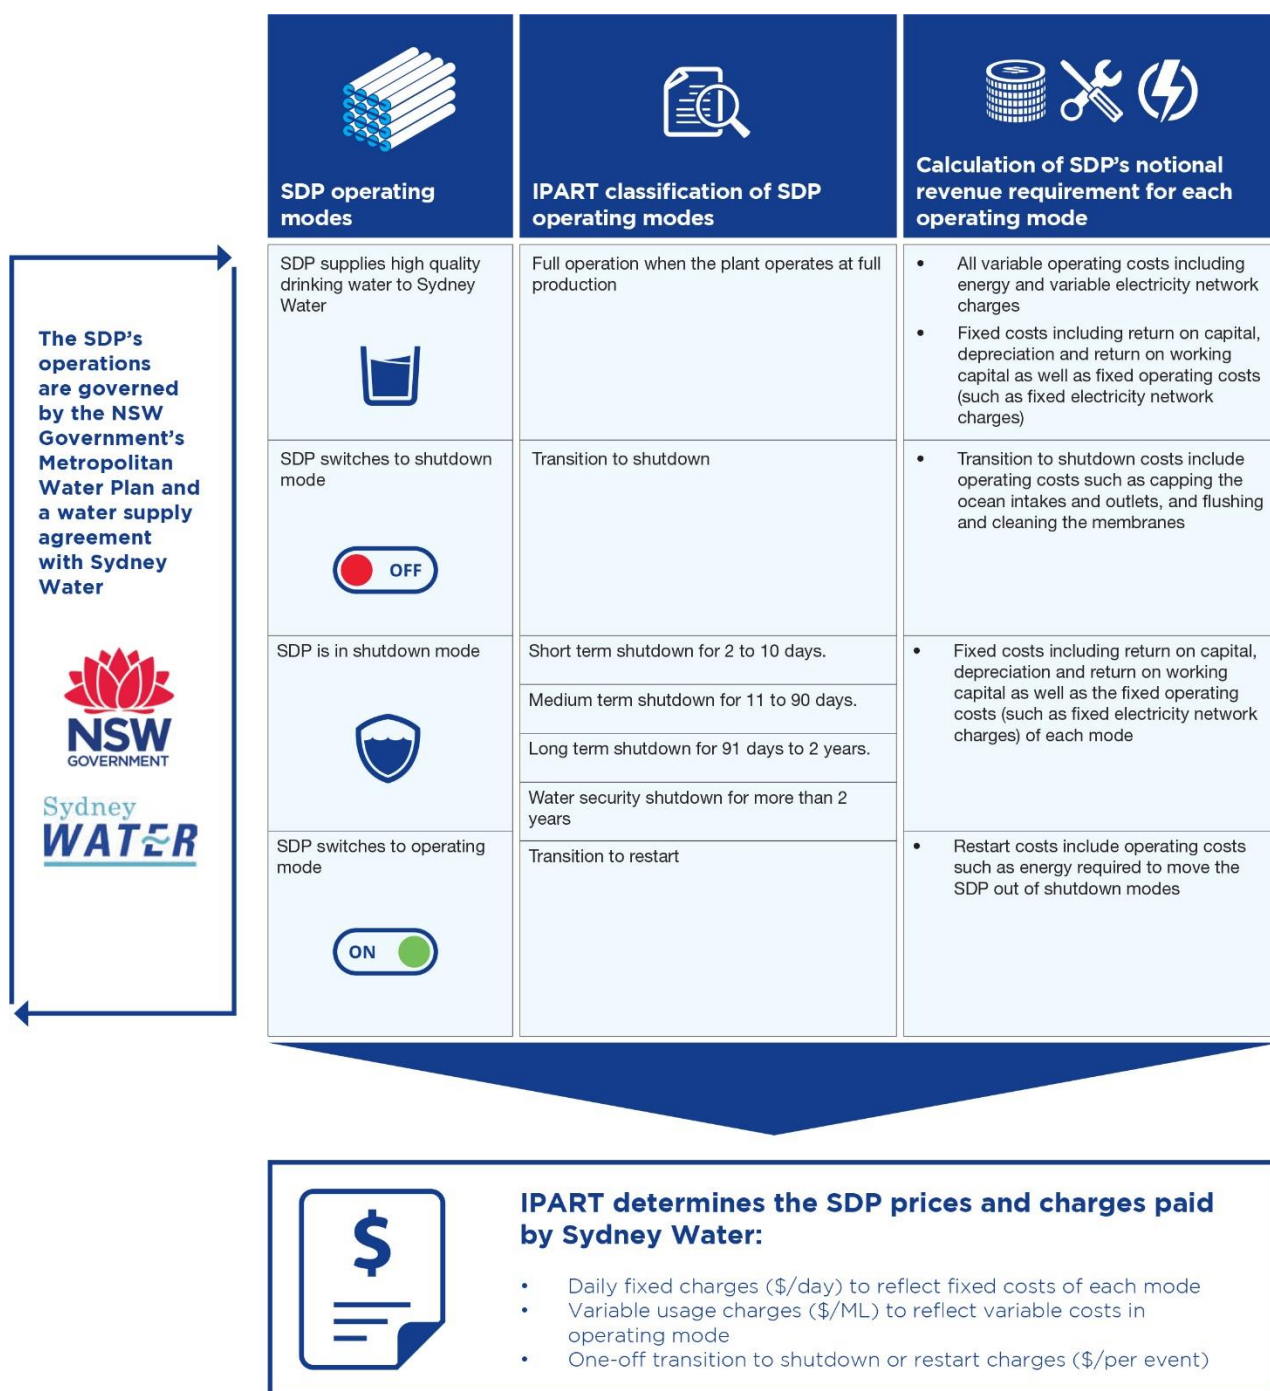 The SDP's
operations
are governed
by the NSW
Government's
Metropolitan
Water Plan and
a water supply
agreement
with Sydney
Water
NSW
GOVERNMENT
Sydney
WATER
SDP operating
modes
IPART classification of SDP
operating modes
Calculation of SDP's notional
revenue requirement for each
operating mode
SDP supplies high quality
drinking water to Sydney
Water
Full operation when the plant operates at full
production
• All variable operating costs including
energy and variable electricity network
charges
• Fixed costs including return on capital,
depreciation and return on working
capital as well as fixed operating costs
(such as fixed electricity network
charges)
SDP switches to shutdown
mode
OFF
Transition to shutdown
• Transition to shutdown costs include
operating costs such as capping the
ocean intakes and outlets, and flushing
and cleaning the membranes
SDP is in shutdown mode
Short term shutdown for 2 to 10 days.
Medium term shutdown for 11 to 90 days.
Long term shutdown for 91 days to 2 years.
Water security shutdown for more than 2
years
• Fixed costs including return on capital,
depreciation and return on working
capital as well as the fixed operating
costs (such as fixed electricity network
charges) of each mode
SDP switches to operating
mode
ON
Transition to restart
• Restart costs include operating costs
such as energy required to move the
SDP out of shutdown modes
$
IPART determines the SDP prices and charges paid
by Sydney Water:
• Daily fixed charges ($/day) to reflect fixed costs of each mode
• Variable usage charges ($/ML) to reflect variable costs in
operating mode
• One-off transition to shutdown or restart charges ($/per event)